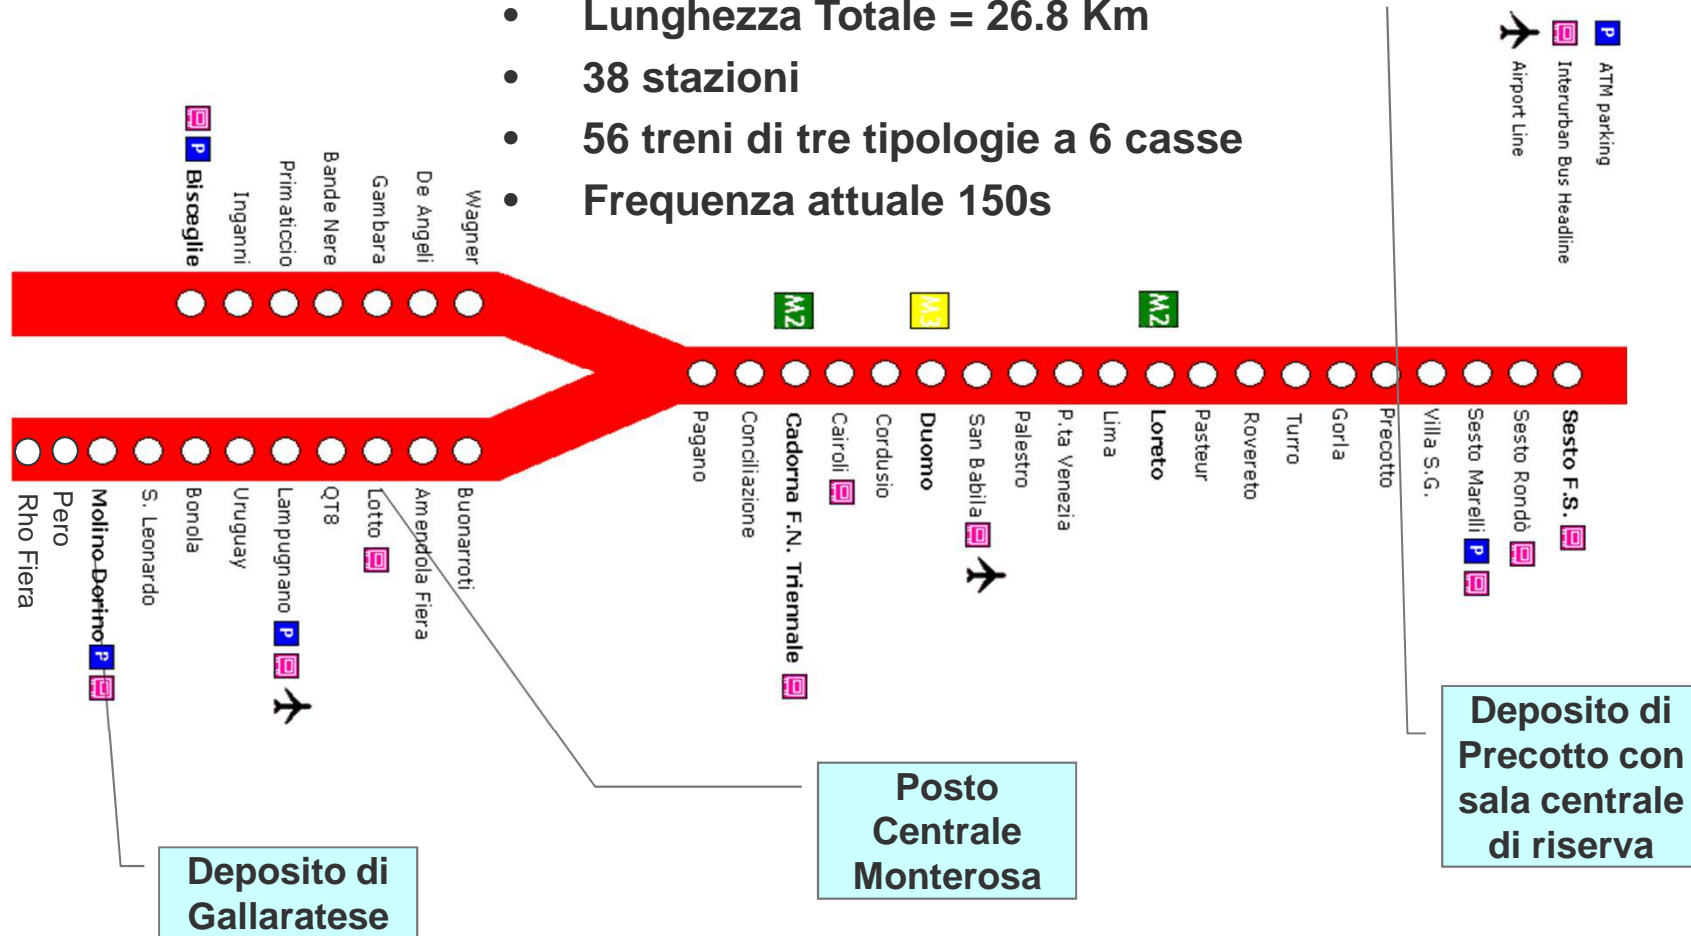 • Lunghezza Totale = 26.8 Km
• 38 stazioni
• 56 treni di tre tipologie a 6 casse
• Frequenza attuale 150s
Airport Line
Interurban Bus Headline
P ATM parking
P Bisceglie
Inganni
Primaticcio
Bande Nere
Gambara
De Angeli
Wagner
M2
M3
M2
Rho Fiera
Pero
Molino Dorino P
S. Leonardo
Bonola
Uruguay
Lampugnano P
QT8
Lotto
Amendola Fiera
Buonarroti
Pagano
Conciliazione
Cadorna F.N. Triennale
Cairoli
Cordusio
Duomo
San Babila
Palestro
P.ta Venezia
Lima
Loreto
Pasteur
Rovereto
Turro
Gorla
Precotto
Villa S.G.
Sesto Marelli P
Sesto Rondò
Sesto F.S.
Deposito di
Gallaratese
Posto
Centrale
Monterosa
Deposito di
Precotto con
sala centrale
di riserva